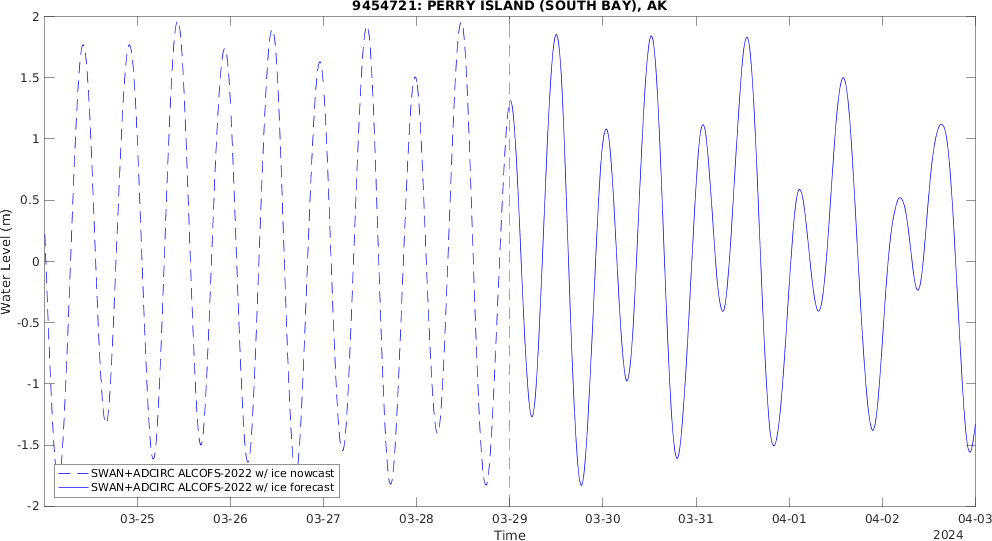 9454721: PERRY ISLAND (SOUTH BAY), AK
Water Level (m)
2
1.5
1
0.5
0
-0.5
-1
-1.5
-2
SWAN+ADCIRC ALCOFS-2022 w/ ice nowcast
SWAN+ADCIRC ALCOFS-2022 w/ ice forecast
03-25 03-26 03-27 03-28 03-29 03-30 03-31 04-01 04-02 04-03
Time
2024